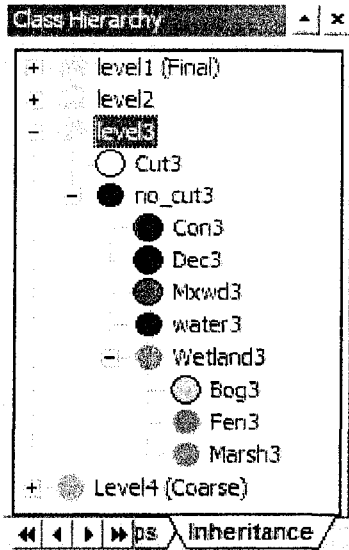 Class Hierarchy
level1 (Final)
level2
level3
Cut3
no_cut3
Con3
Dec3
Mxwd3
water3
Wetland3
Bog3
Fen3
Marsh3
Level4 (Coarse)
ps Inheritance